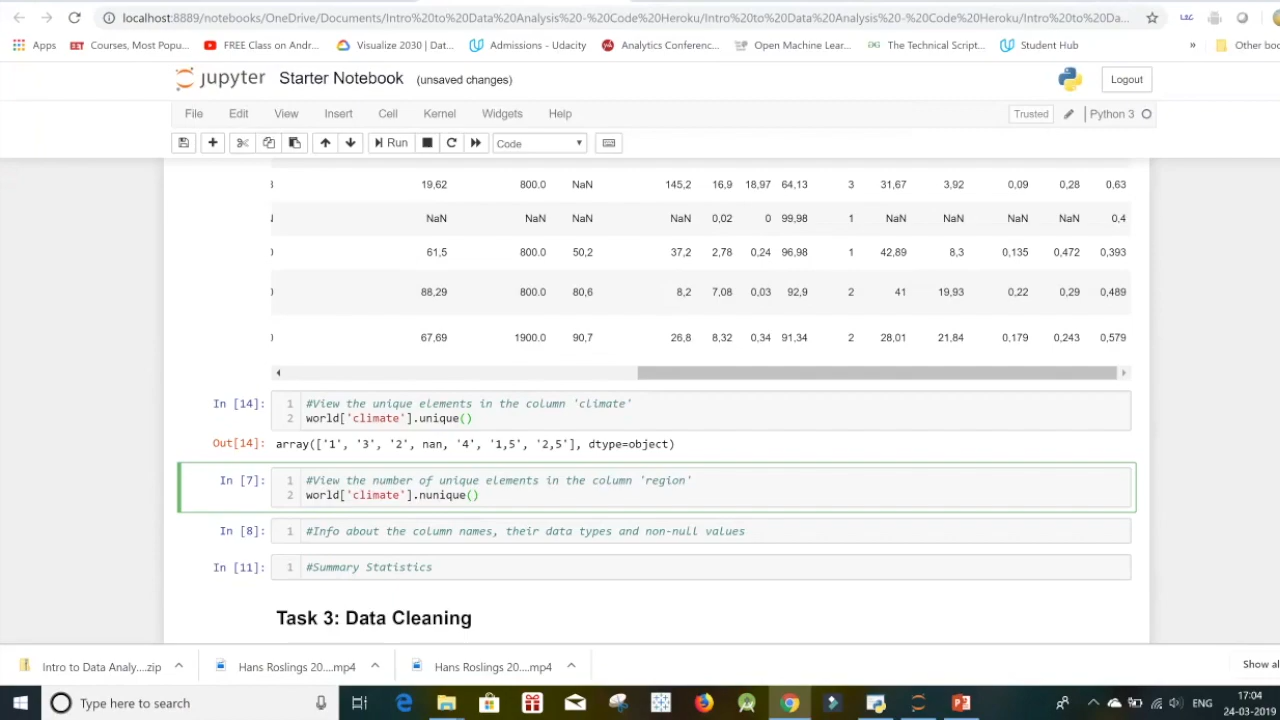 localhost:8889/notebooks/OneDrive/Documents/Intro%20to%20Data%20Analysis%20-%20Code%20Heroku/Intro%20to%20Data%20Analysis%20-%20Code%20Heroku/Intro%20to%20Da...
Apps Courses, Most Popu... FREE Class on Andr... Visualize 2030 | Dat... Admissions - Udacity Analytics Conferenc... Open Machine Lear... The Technical Script... Student Hub » Other boo
jupyter Starter Notebook (unsaved changes) Logout
File Edit View Insert Cell Kernel Widgets Help Trusted Python 3
Run Code
19,62 800.0 NaN 145,2 16,9 18,97 64,13 3 31,67 3,92 0,09 0,28 0,63
NaN NaN NaN NaN 0,02 0 99,98 1 NaN NaN NaN NaN 0,4
61,5 800.0 50,2 37,2 2,78 0,24 96,98 1 42,89 8,3 0,135 0,472 0,393
88,29 800.0 80,6 8,2 7,08 0,03 92,9 2 41 19,93 0,22 0,29 0,489
67,69 1900.0 90,7 26,8 8,32 0,34 91,34 2 28,01 21,84 0,179 0,243 0,579
In [14]: 1 #View the unique elements in the column 'climate'
2 world['climate'].unique()
Out[14]: array(['1', '3', '2', nan, '4', '1,5', '2,5'], dtype=object)
In [7]: 1 #View the number of unique elements in the column 'region'
2 world['climate'].nunique()
In [8]: 1 #Info about the column names, their data types and non-null values
In [11]: 1 #Summary Statistics
Task 3: Data Cleaning
Intro to Data Analy....zip Hans Roslings 20....mp4 Hans Roslings 20....mp4 Show al
Type here to search ENG 17:04
24-03-2019